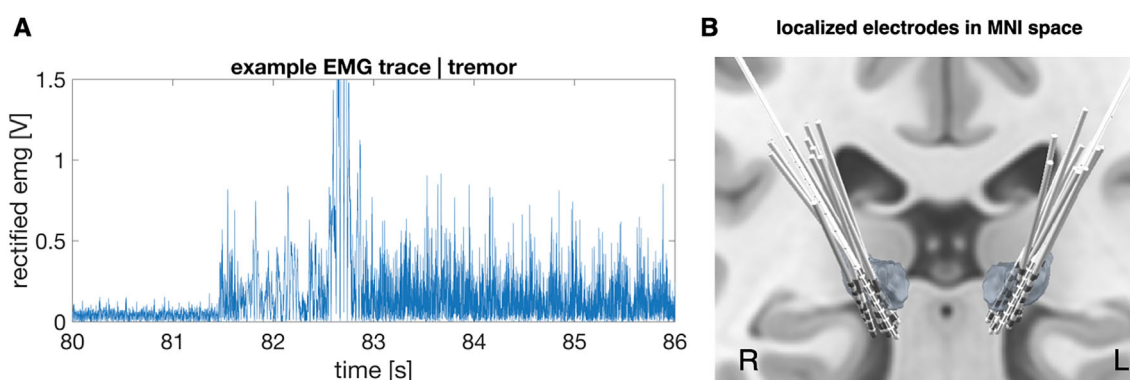 A
example EMG trace | tremor
rectified emg [V]
1.5
1
0.5
0
80 81 82 83 84 85 86
time [s]
B
localized electrodes in MNI space
R L